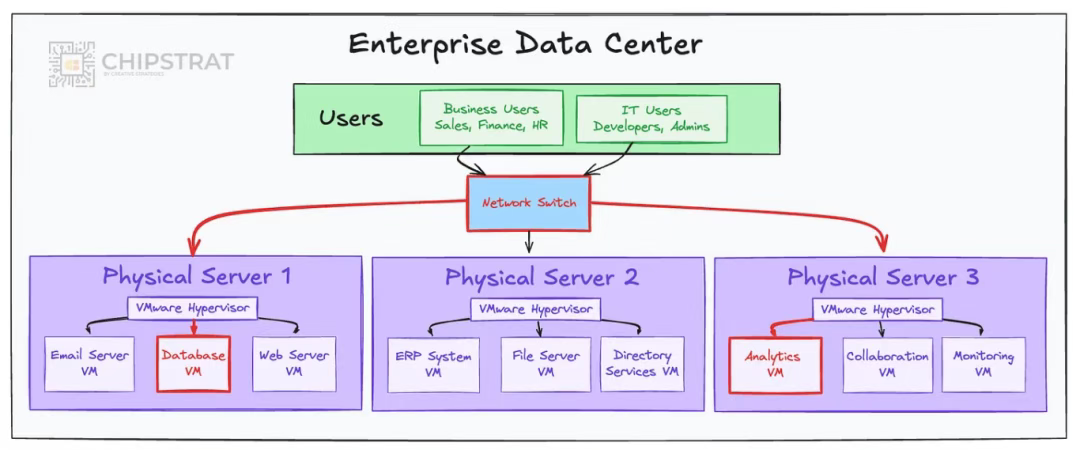 Enterprise Data Center
CHIPSTRAT
BY CREATIVE STRATEGIES
Users
Business Users
Sales, Finance, HR
IT Users
Developers, Admins
Network Switch
Physical Server 1
VMware Hypervisor
Email Server
VM
Database
VM
Web Server
VM
Physical Server 2
VMware Hypervisor
ERP System
VM
File Server
VM
Directory
Services VM
Physical Server 3
VMware Hypervisor
Analytics
VM
Collaboration
VM
Monitoring
VM